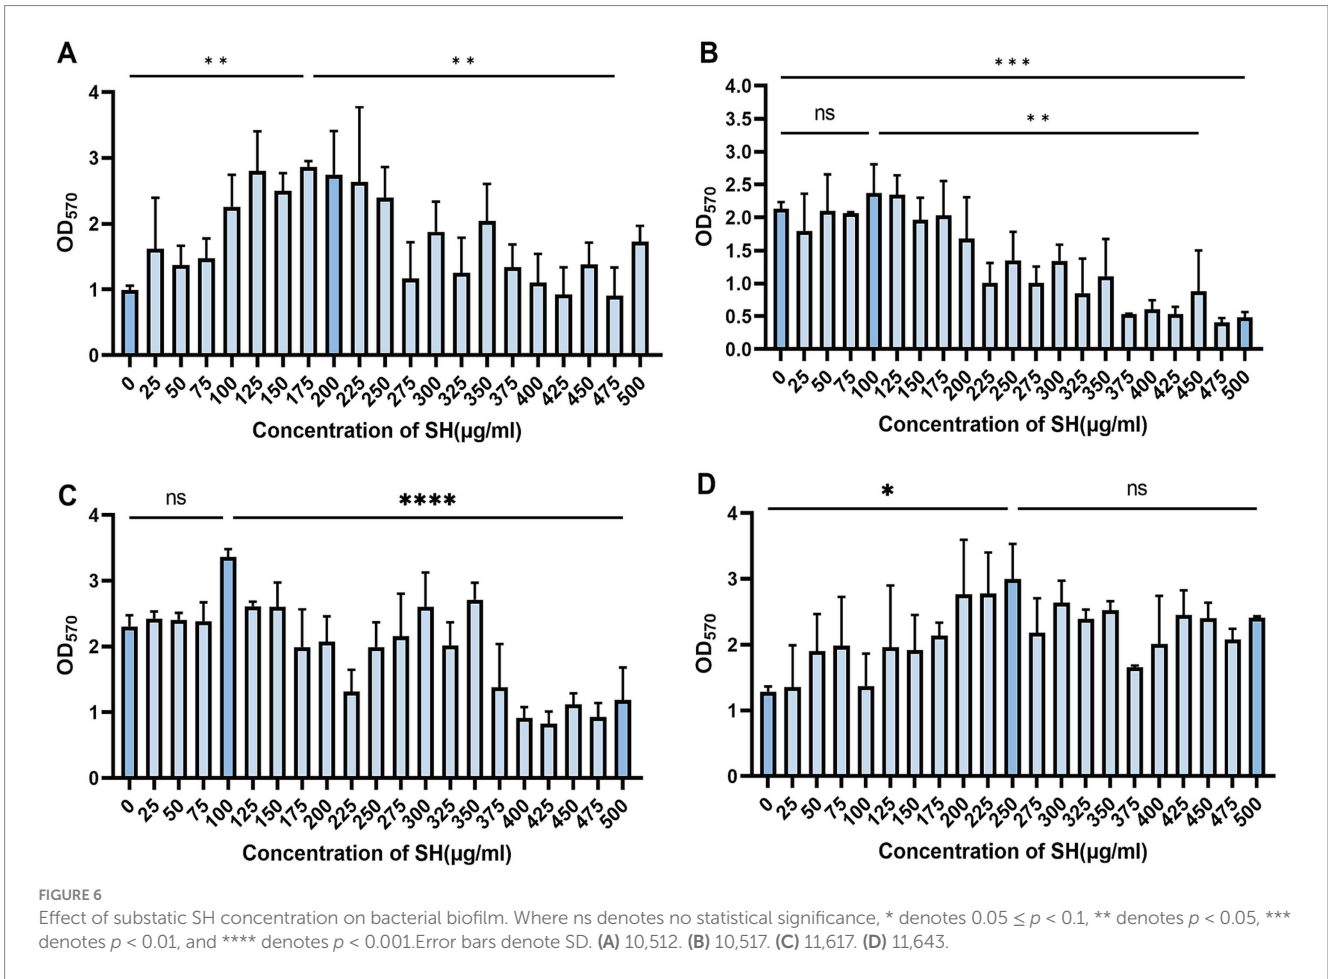 A
* *
* *
4
3
2
1
0
OD570
0 25 50 75 100 125 150 175 200 225 250 275 300 325 350 375 400 425 450 475 500
Concentration of SH(μg/ml)
B
* * *
ns
* *
4.0
3.5
3.0
2.5
2.0
1.5
1.0
0.5
0.0
OD570
0 25 50 75 100 125 150 175 200 225 250 275 300 325 350 375 400 425 450 475 500
Concentration of SH(μg/ml)
C
ns
****
4
3
2
1
0
OD570
0 25 50 75 100 125 150 175 200 225 250 275 300 325 350 375 400 425 450 475 500
Concentration of SH(μg/ml)
D
*
ns
4
3
2
1
0
OD570
0 25 50 75 100 125 150 175 200 225 250 275 300 325 350 375 400 425 450 475 500
Concentration of SH(μg/ml)
FIGURE 6
Effect of substatic SH concentration on bacterial biofilm. Where ns denotes no statistical significance, * denotes 0.05 ≤ p < 0.1, ** denotes p < 0.05, ***
denotes p < 0.01, and **** denotes p < 0.001.Error bars denote SD. (A) 10,512. (B) 10,517. (C) 11,617. (D) 11,643.